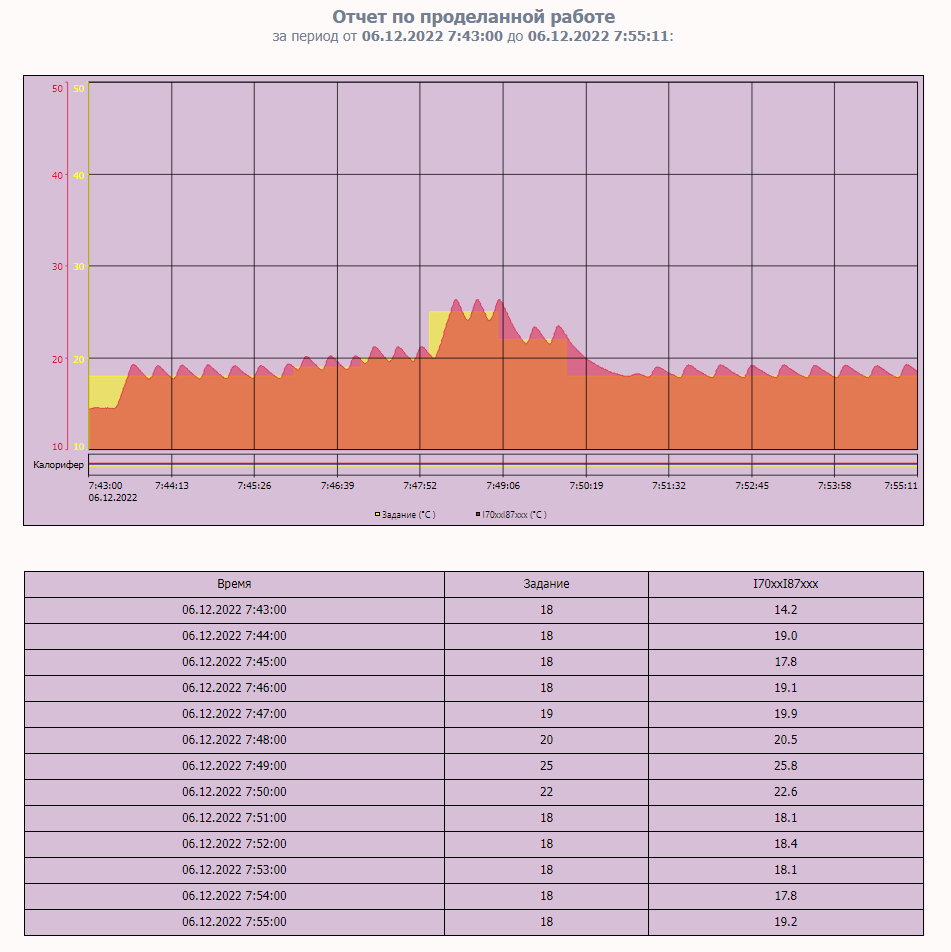 Отчет по проделанной работе
за период от 06.12.2022 7:43:00 до 06.12.2022 7:55:11:
50 50
40 40
30 30
20 20
10 10
Калорифер
7:43:00 7:44:13 7:45:26 7:46:39 7:47:52 7:49:06 7:50:19 7:51:32 7:52:45 7:53:58 7:55:11
06.12.2022
Задание (°C ) I70xxI87xxx (°C )
Время Задание I70xxI87xxx
06.12.2022 7:43:00 18 14.2
06.12.2022 7:44:00 18 19.0
06.12.2022 7:45:00 18 17.8
06.12.2022 7:46:00 18 19.1
06.12.2022 7:47:00 19 19.9
06.12.2022 7:48:00 20 20.5
06.12.2022 7:49:00 25 25.8
06.12.2022 7:50:00 22 22.6
06.12.2022 7:51:00 18 18.1
06.12.2022 7:52:00 18 18.4
06.12.2022 7:53:00 18 18.1
06.12.2022 7:54:00 18 17.8
06.12.2022 7:55:00 18 19.2